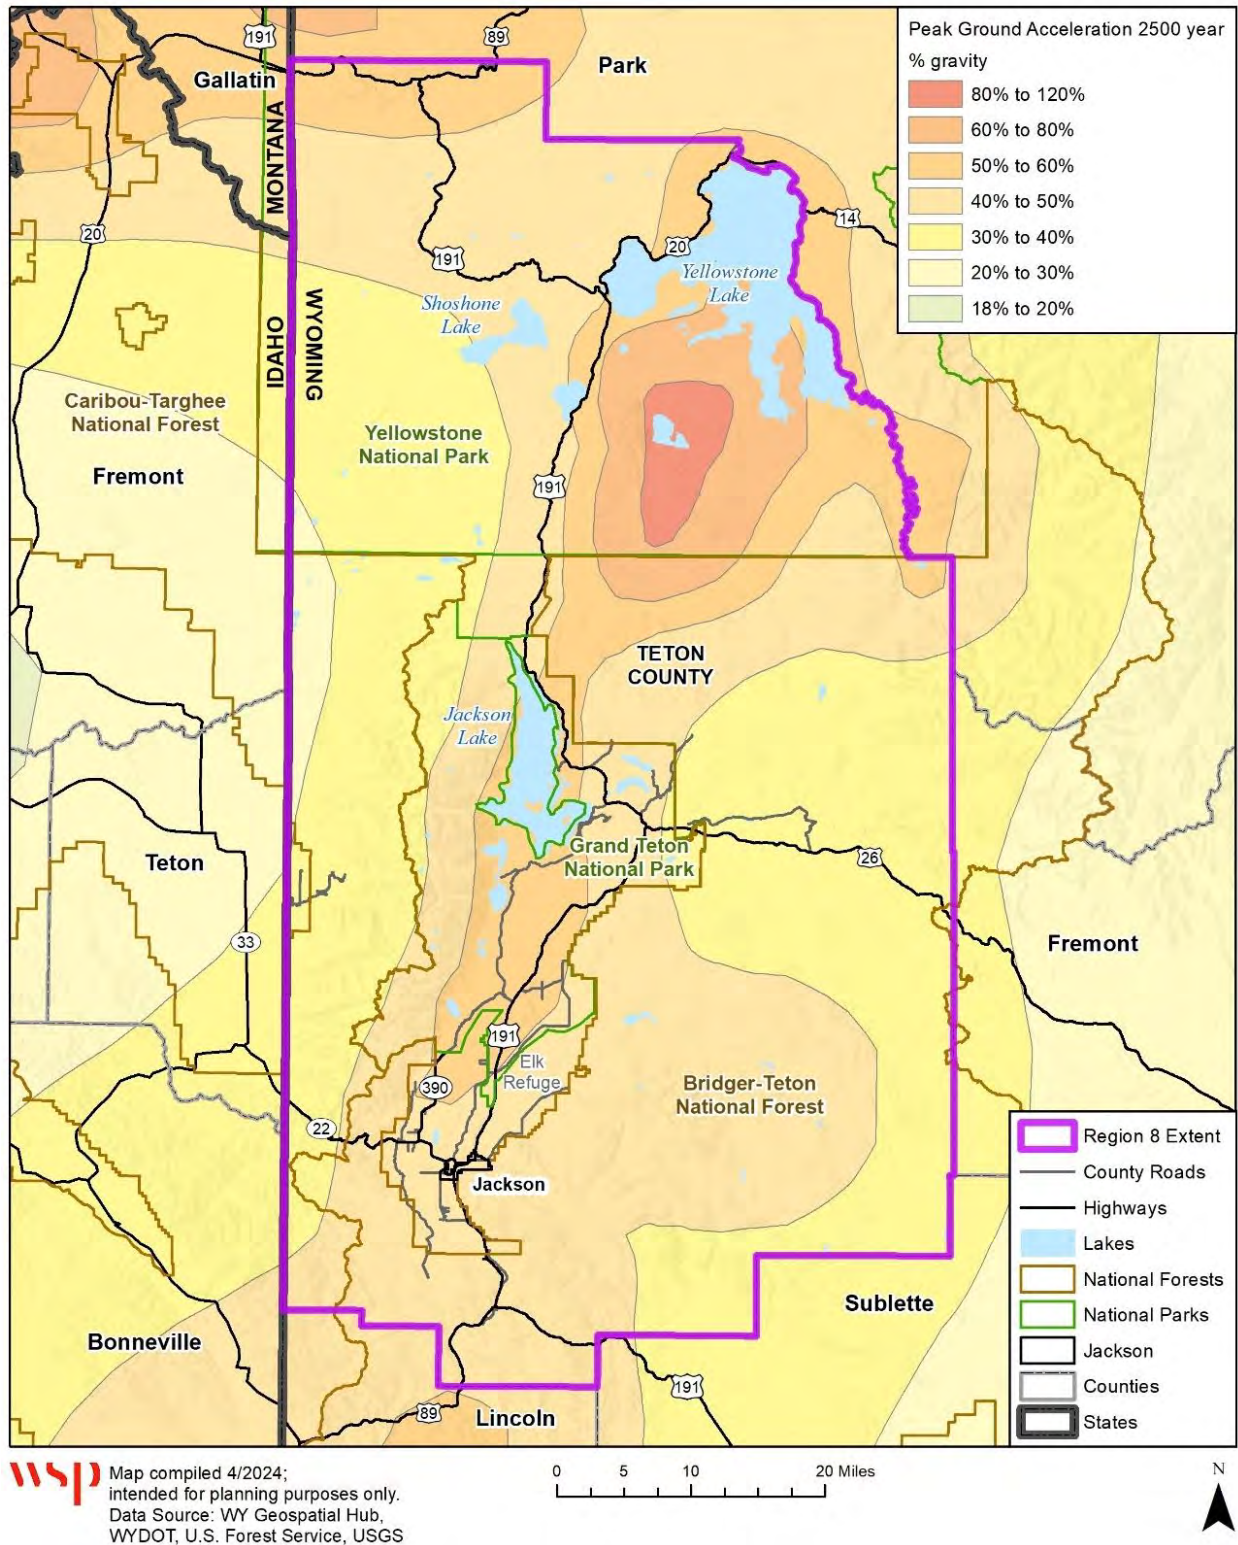 191
89
Gallatin
Park
MONTANA
20
14
191
20
Yellowstone
Lake
Shoshone
Lake
IDAHO
WYOMING
Caribou-Targhee
National Forest
Yellowstone
National Park
Fremont
191
TETON
COUNTY
Jackson
Lake
Grand Teton
National Park
Teton
26
33
Fremont
191
Elk
Refuge
390
Bridger-Teton
National Forest
22
Jackson
Sublette
Bonneville
191
89
Lincoln
Peak Ground Acceleration 2500 year
% gravity
80% to 120%
60% to 80%
50% to 60%
40% to 50%
30% to 40%
20% to 30%
18% to 20%
Region 8 Extent
County Roads
Highways
Lakes
National Forests
National Parks
Jackson
Counties
States
wsp
Map compiled 4/2024;
intended for planning purposes only.
Data Source: WY Geospatial Hub,
WYDOT, U.S. Forest Service, USGS
0 5 10 20 Miles
N